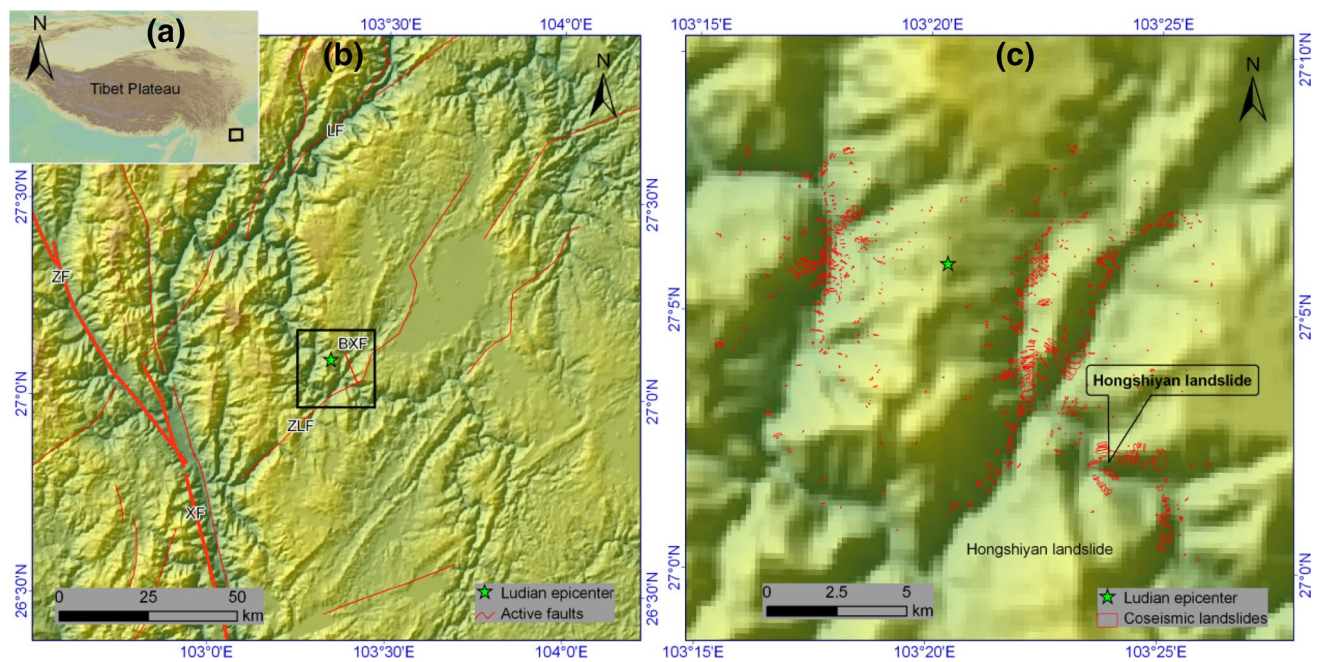 N
(a)
Tibet Plateau
103°30'E
104°0'E
(b)
N
LF
27°30'N
27°30'N
ZF
BXF
27°0'N
27°0'N
ZLF
XF
26°30'N
26°30'N
0 25 50
km
Ludian epicenter
Active faults
103°0'E
103°30'E
104°0'E
103°15'E
103°20'E
103°25'E
(c)
N
27°10'N
27°5'N
27°5'N
Hongshiyan landslide
Hongshiyan landslide
27°0'N
27°0'N
0 2.5 5
km
Ludian epicenter
Coseismic landslides
103°15'E
103°20'E
103°25'E